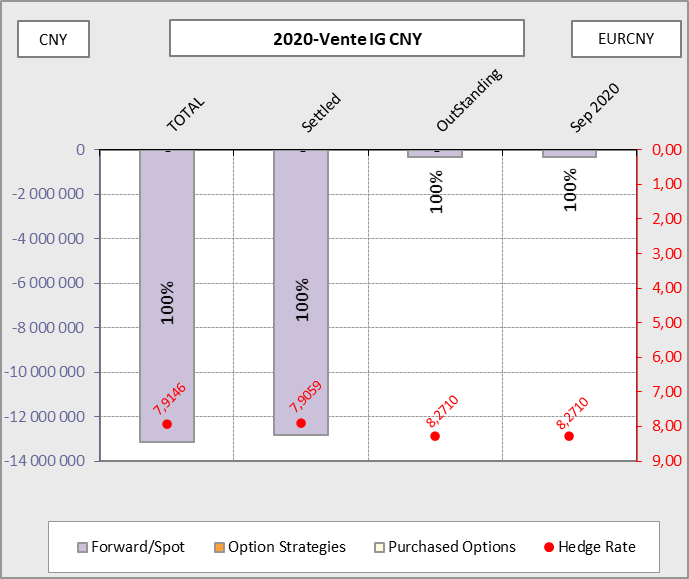 CNY
2020-Vente IG CNY
EURCNY
TOTAL
Settled
OutStanding
Sep 2020
0
-2 000 000
-4 000 000
-6 000 000
-8 000 000
-10 000 000
-12 000 000
-14 000 000
0,00
1,00
2,00
3,00
4,00
5,00
6,00
7,00
8,00
9,00
100%
100%
100%
100%
7,9146
7,9059
8,2710
8,2710
Forward/Spot
Option Strategies
Purchased Options
Hedge Rate